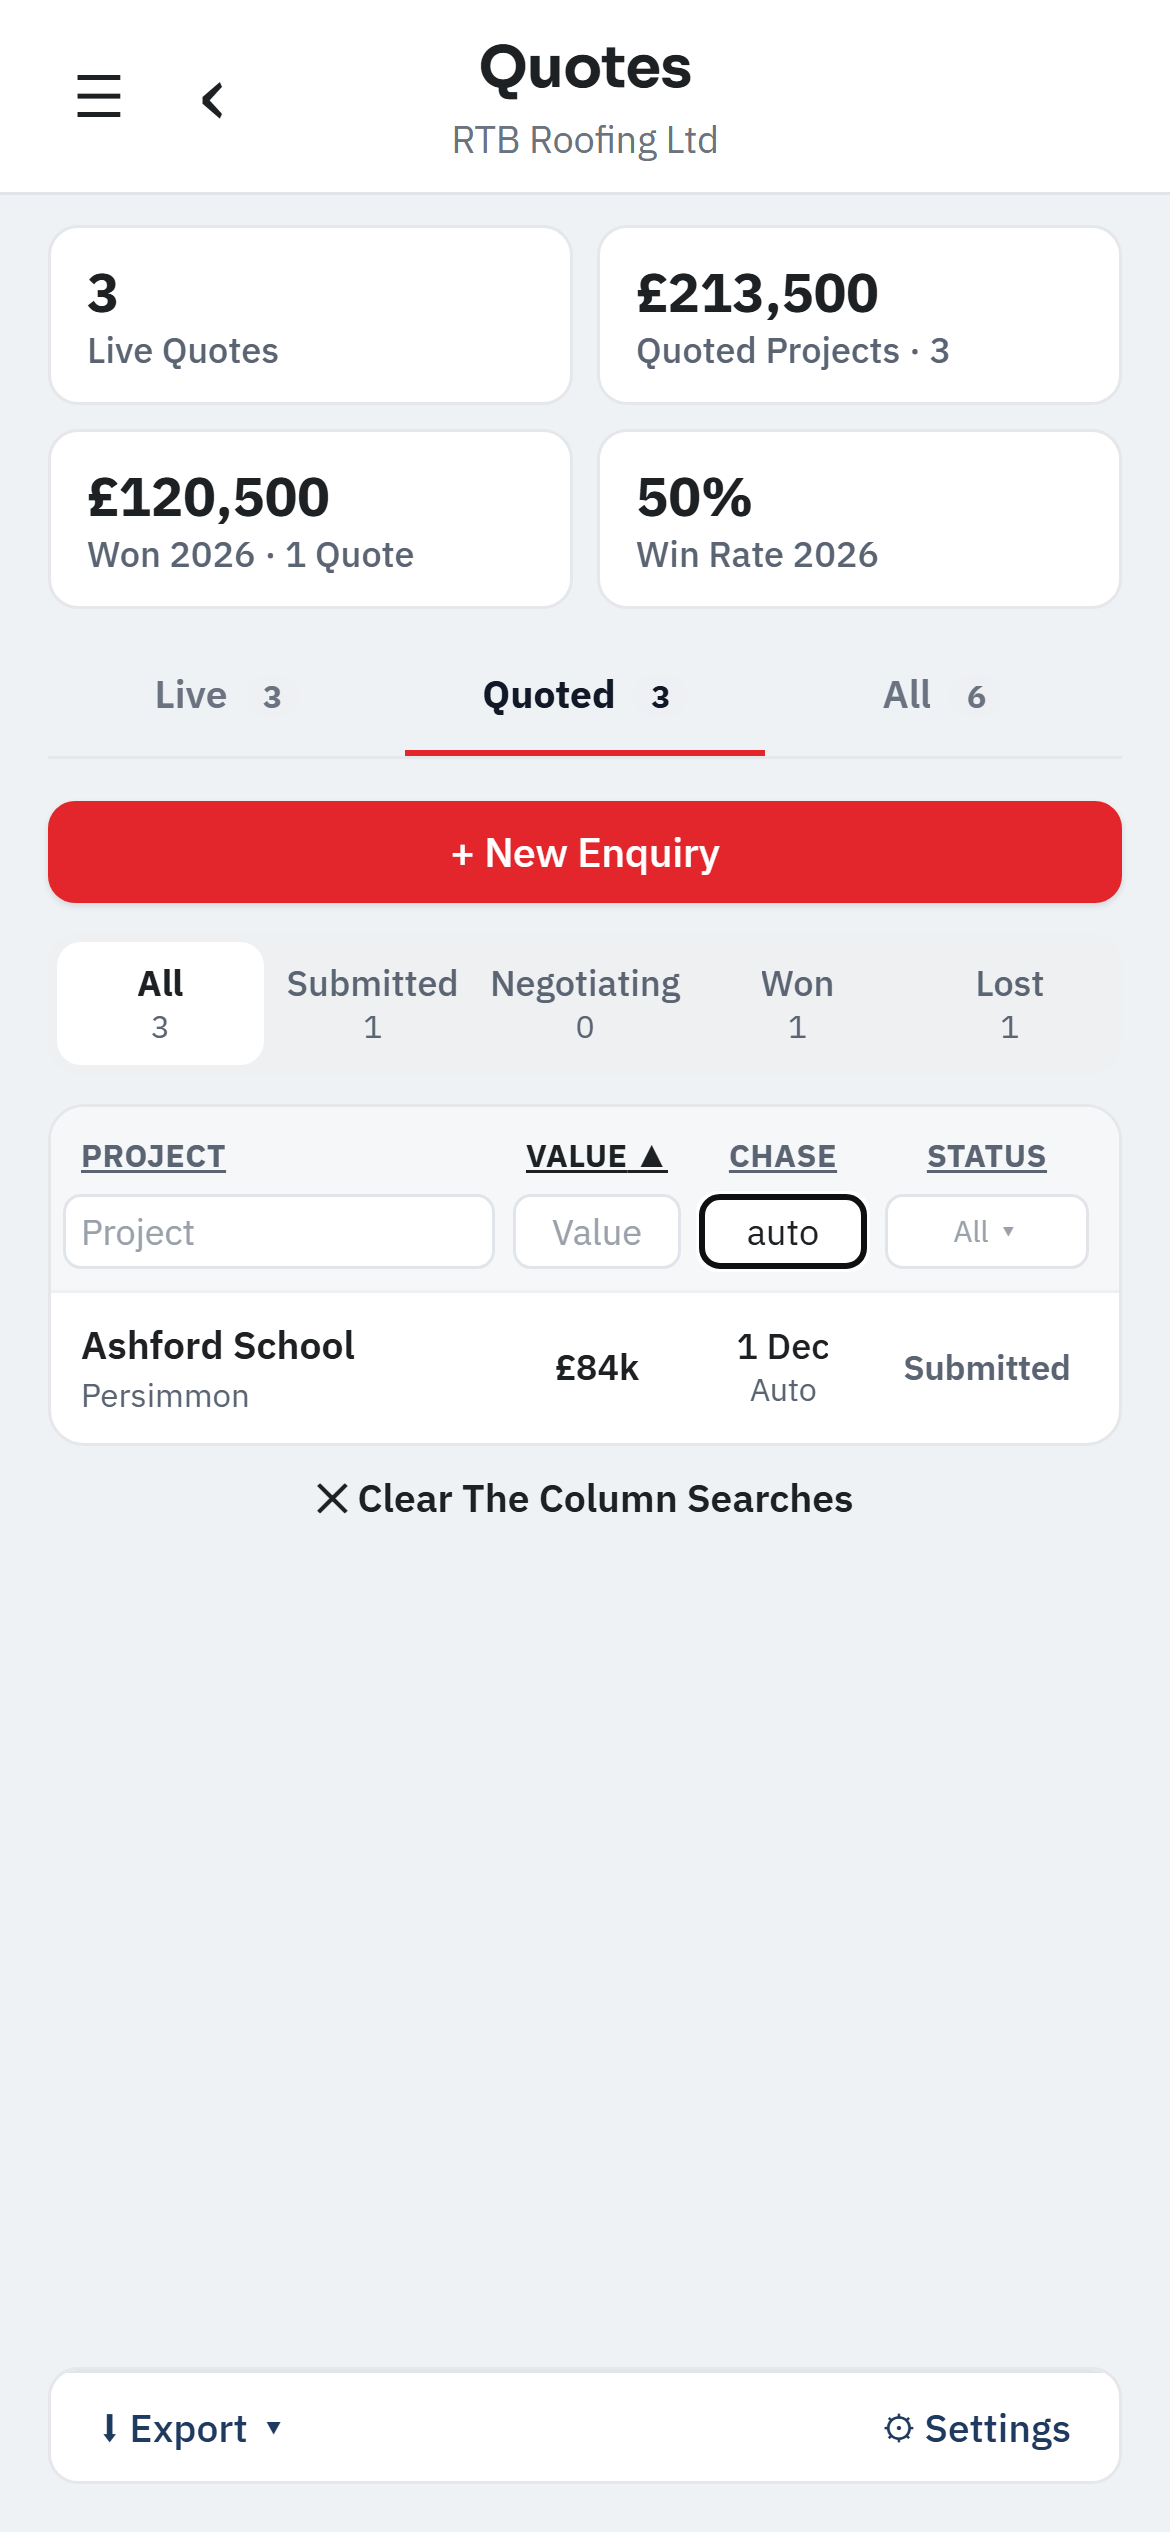 Quotes
RTB Roofing Ltd
3
Live Quotes
£213,500
Quoted Projects · 3
£120,500
Won 2026 · 1 Quote
50%
Win Rate 2026
Live 3
Quoted 3
All 6
+ New Enquiry
All
3
Submitted
1
Negotiating
0
Won
1
Lost
1
PROJECT VALUE ▲ CHASE STATUS
Project Value auto All ▾
Ashford School
Persimmon
£84k
1 Dec
Auto
Submitted
✕ Clear The Column Searches
⬇ Export ▾
⚙ Settings